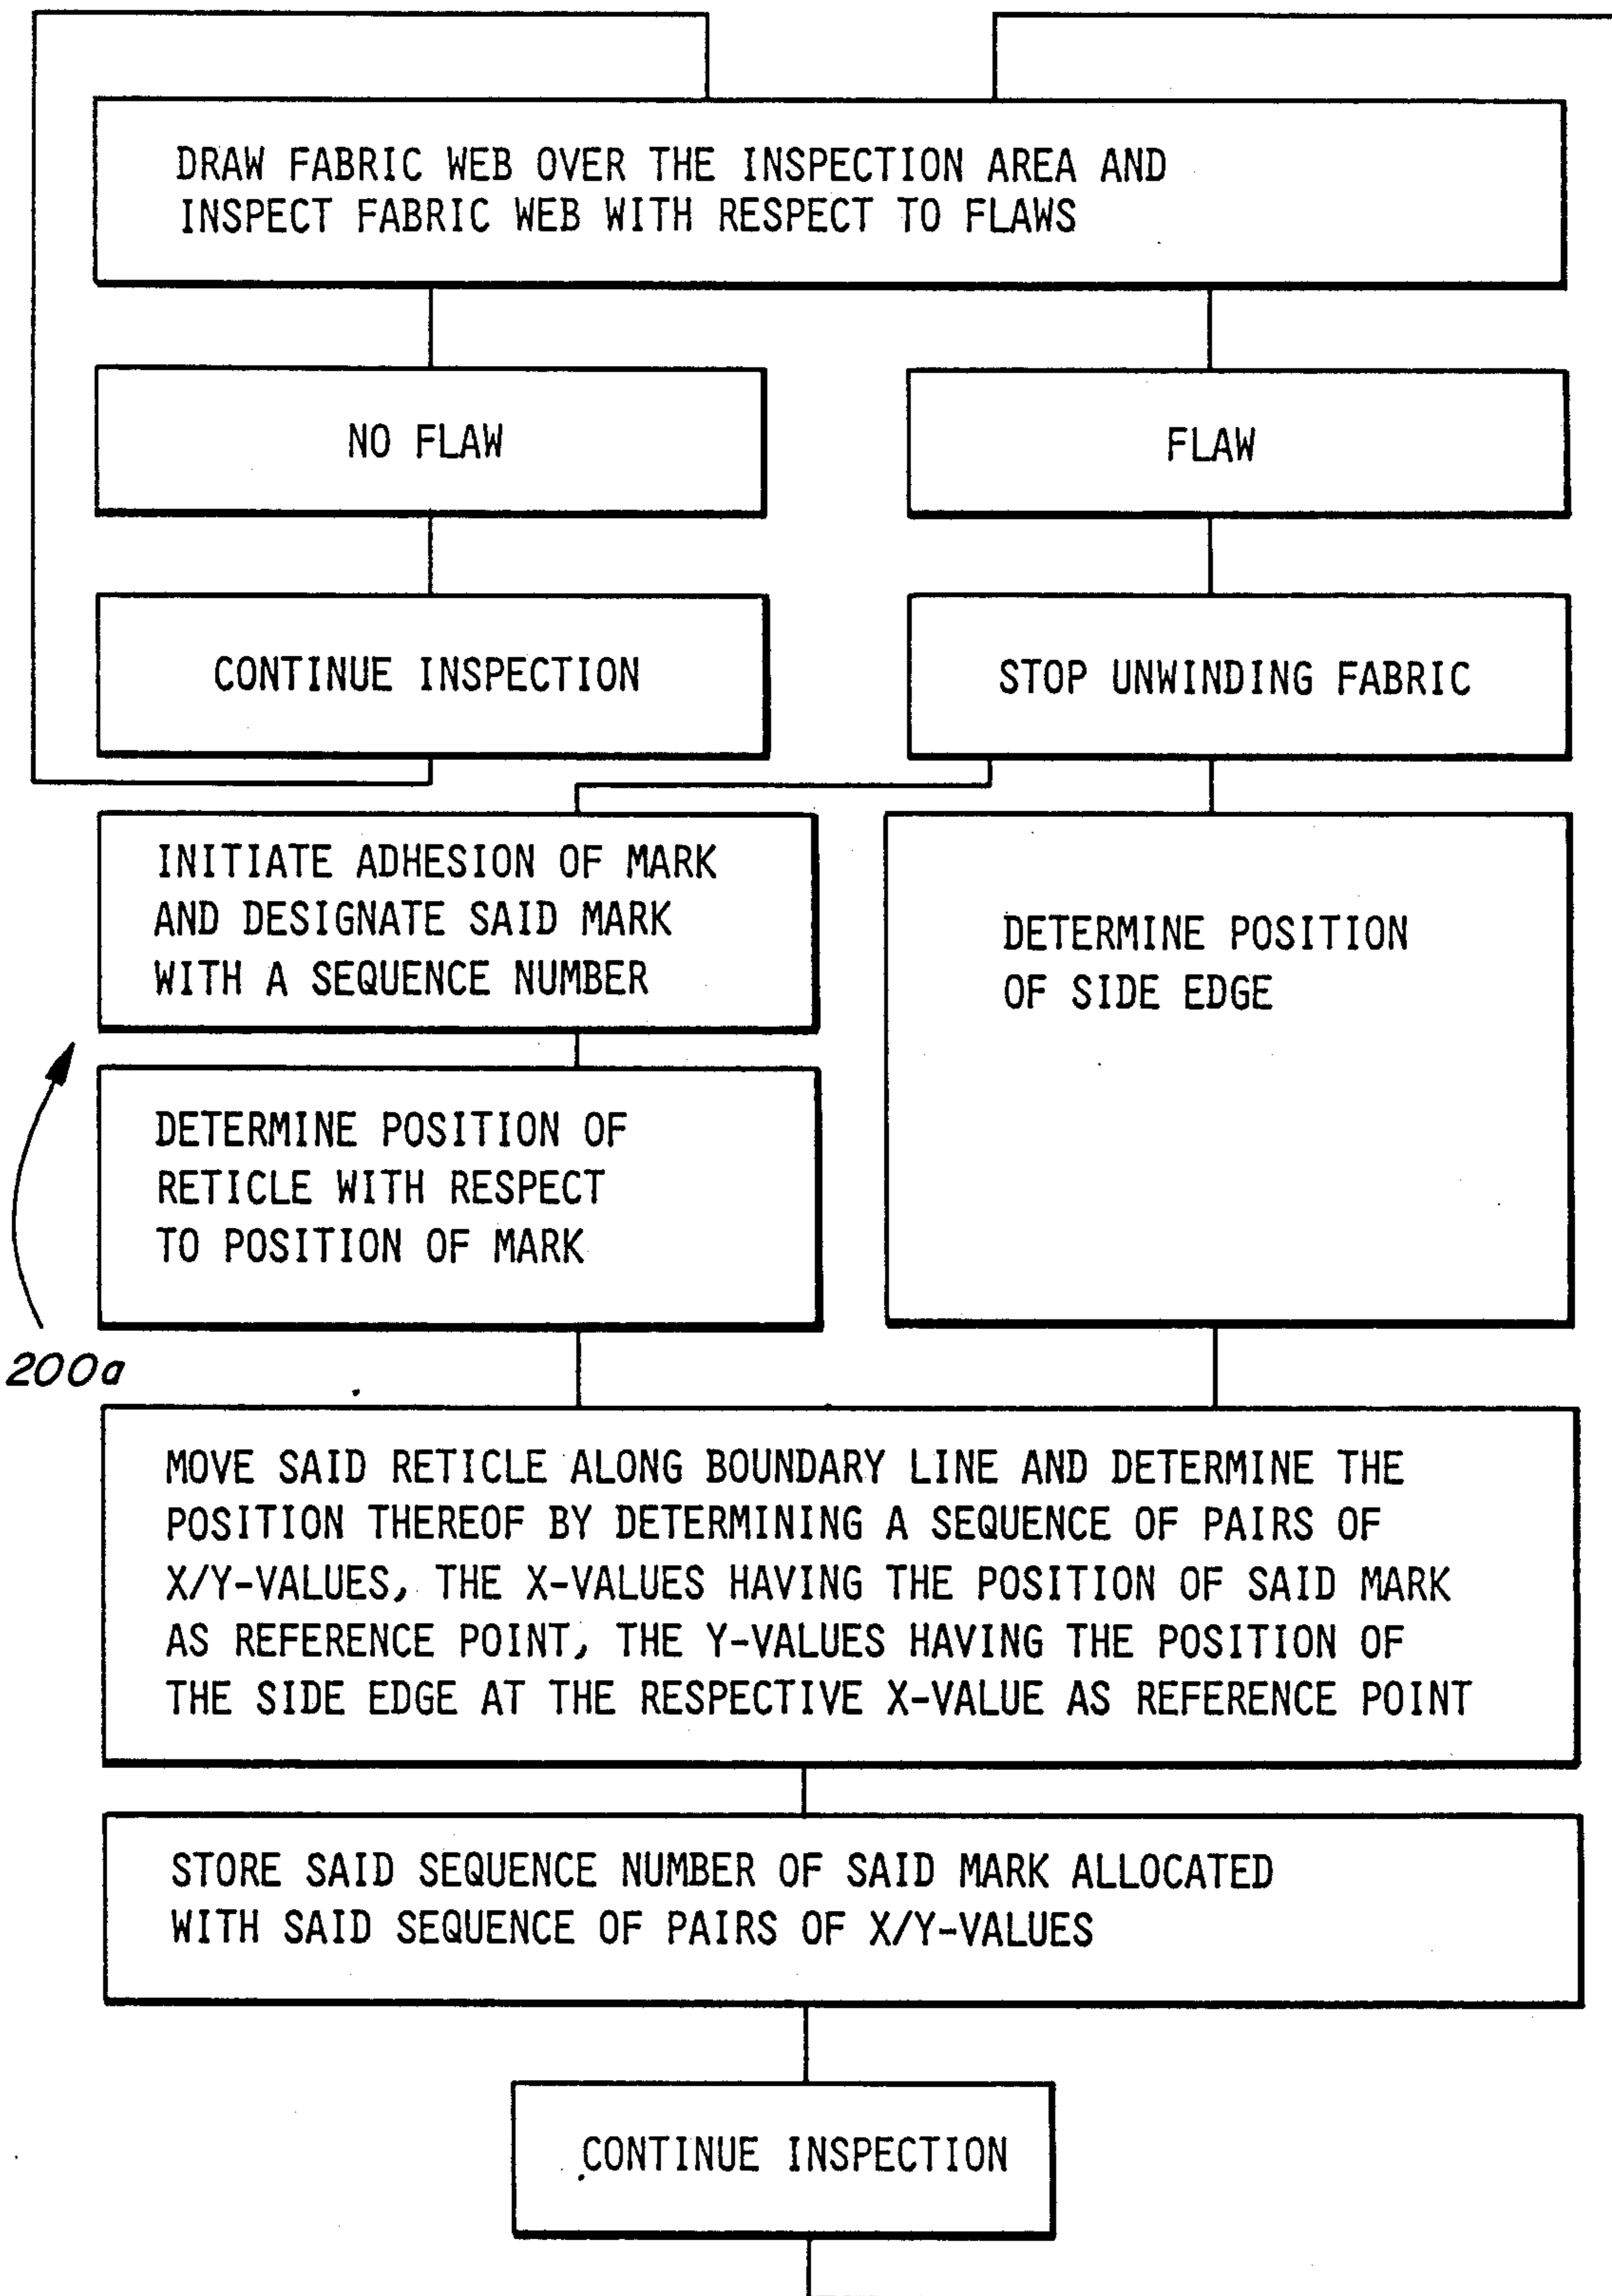 DRAW FABRIC WEB OVER THE INSPECTION AREA AND
INSPECT FABRIC WEB WITH RESPECT TO FLAWS
NO FLAW
FLAW
CONTINUE INSPECTION
STOP UNWINDING FABRIC
INITIATE ADHESION OF MARK
AND DESIGNATE SAID MARK
WITH A SEQUENCE NUMBER
DETERMINE POSITION
OF SIDE EDGE
DETERMINE POSITION OF
RETICLE WITH RESPECT
TO POSITION OF MARK
200a
MOVE SAID RETICLE ALONG BOUNDARY LINE AND DETERMINE THE
POSITION THEREOF BY DETERMINING A SEQUENCE OF PAIRS OF
X/Y-VALUES, THE X-VALUES HAVING THE POSITION OF SAID MARK
AS REFERENCE POINT, THE Y-VALUES HAVING THE POSITION OF
THE SIDE EDGE AT THE RESPECTIVE X-VALUE AS REFERENCE POINT
STORE SAID SEQUENCE NUMBER OF SAID MARK ALLOCATED
WITH SAID SEQUENCE OF PAIRS OF X/Y-VALUES
CONTINUE INSPECTION